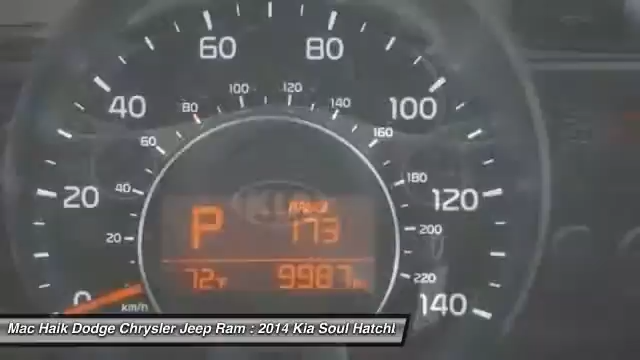 60 80
40 100
20 120
0 140
100 120
80 140
60 160
40 180
20 200
220
km/h
KIA
P 173
72°F 9987
Mac Haik Dodge Chrysler Jeep Ram : 2014 Kia Soul Hatchl